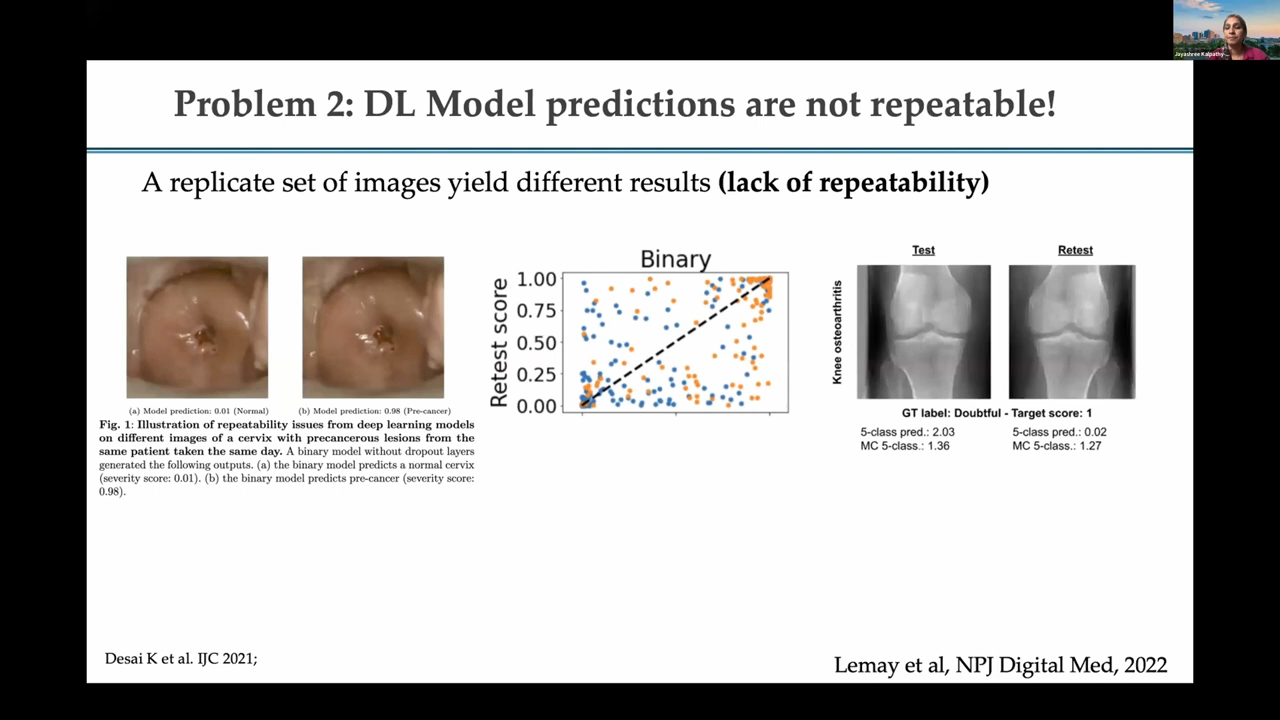 Jayashree Kalpathy
Problem 2: DL Model predictions are not repeatable!
A replicate set of images yield different results (lack of repeatability)
(a) Model prediction: 0.01 (Normal)
(b) Model prediction: 0.98 (Pre-cancer)
Fig. 1: Illustration of repeatability issues from deep learning models
on different images of a cervix with precancerous lesions from the
same patient taken the same day. A binary model without dropout layers
generated the following outputs. (a) the binary model predicts a normal cervix
(severity score: 0.01). (b) the binary model predicts pre-cancer (severity score:
0.98).
Binary
Retest score
1.00
0.75
0.50
0.25
0.00
Test
Retest
Knee osteoarthritis
GT label: Doubtful - Target score: 1
5-class pred.: 2.03
MC 5-class.: 1.36
5-class pred.: 0.02
MC 5-class.: 1.27
Desai K et al. IJC 2021;
Lemay et al, NPJ Digital Med, 2022